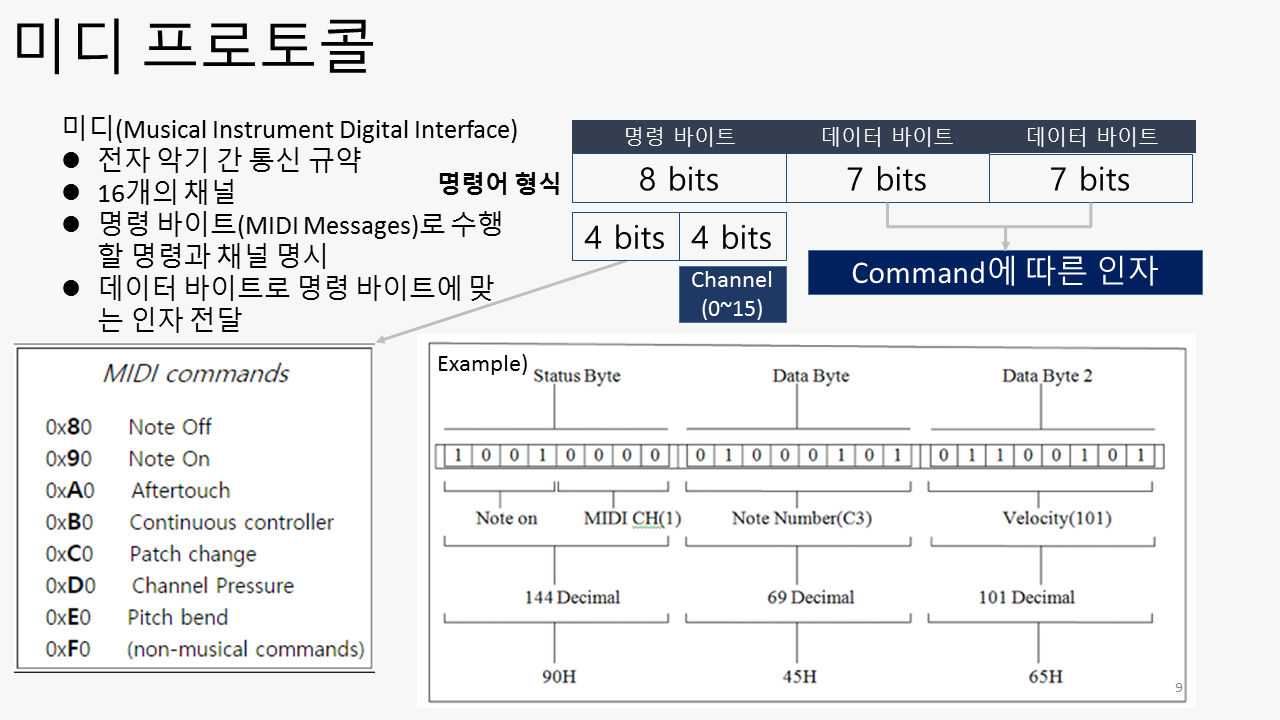 미디 프로토콜
미디(Musical Instrument Digital Interface)
● 전자 악기 간 통신 규약
● 16개의 채널
● 명령 바이트(MIDI Messages)로 수행
할 명령과 채널 명시
● 데이터 바이트로 명령 바이트에 맞
는 인자 전달
명령어 형식
명령 바이트 데이터 바이트 데이터 바이트
8 bits 7 bits 7 bits
4 bits 4 bits
Channel
(0~15)
Command에 따른 인자
MIDI commands
0x80 Note Off
0x90 Note On
0xA0 Aftertouch
0xB0 Continuous controller
0xC0 Patch change
0xD0 Channel Pressure
0xE0 Pitch bend
0xF0 (non-musical commands)
Example)
Status Byte Data Byte Data Byte 2
1 0 0 1 0 0 0 0 0 1 0 0 0 1 0 1 0 1 1 0 0 1 0 1
Note on MIDI CH(1) Note Number(C3) Velocity(101)
144 Decimal 69 Decimal 101 Decimal
90H 45H 65H
9